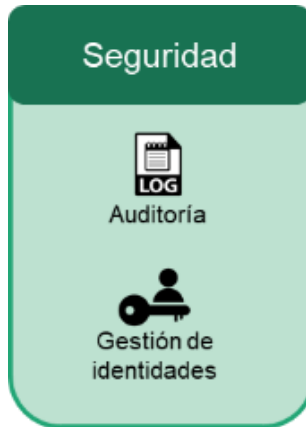 Seguridad
LOG
Auditoría
Gestión de
identidades